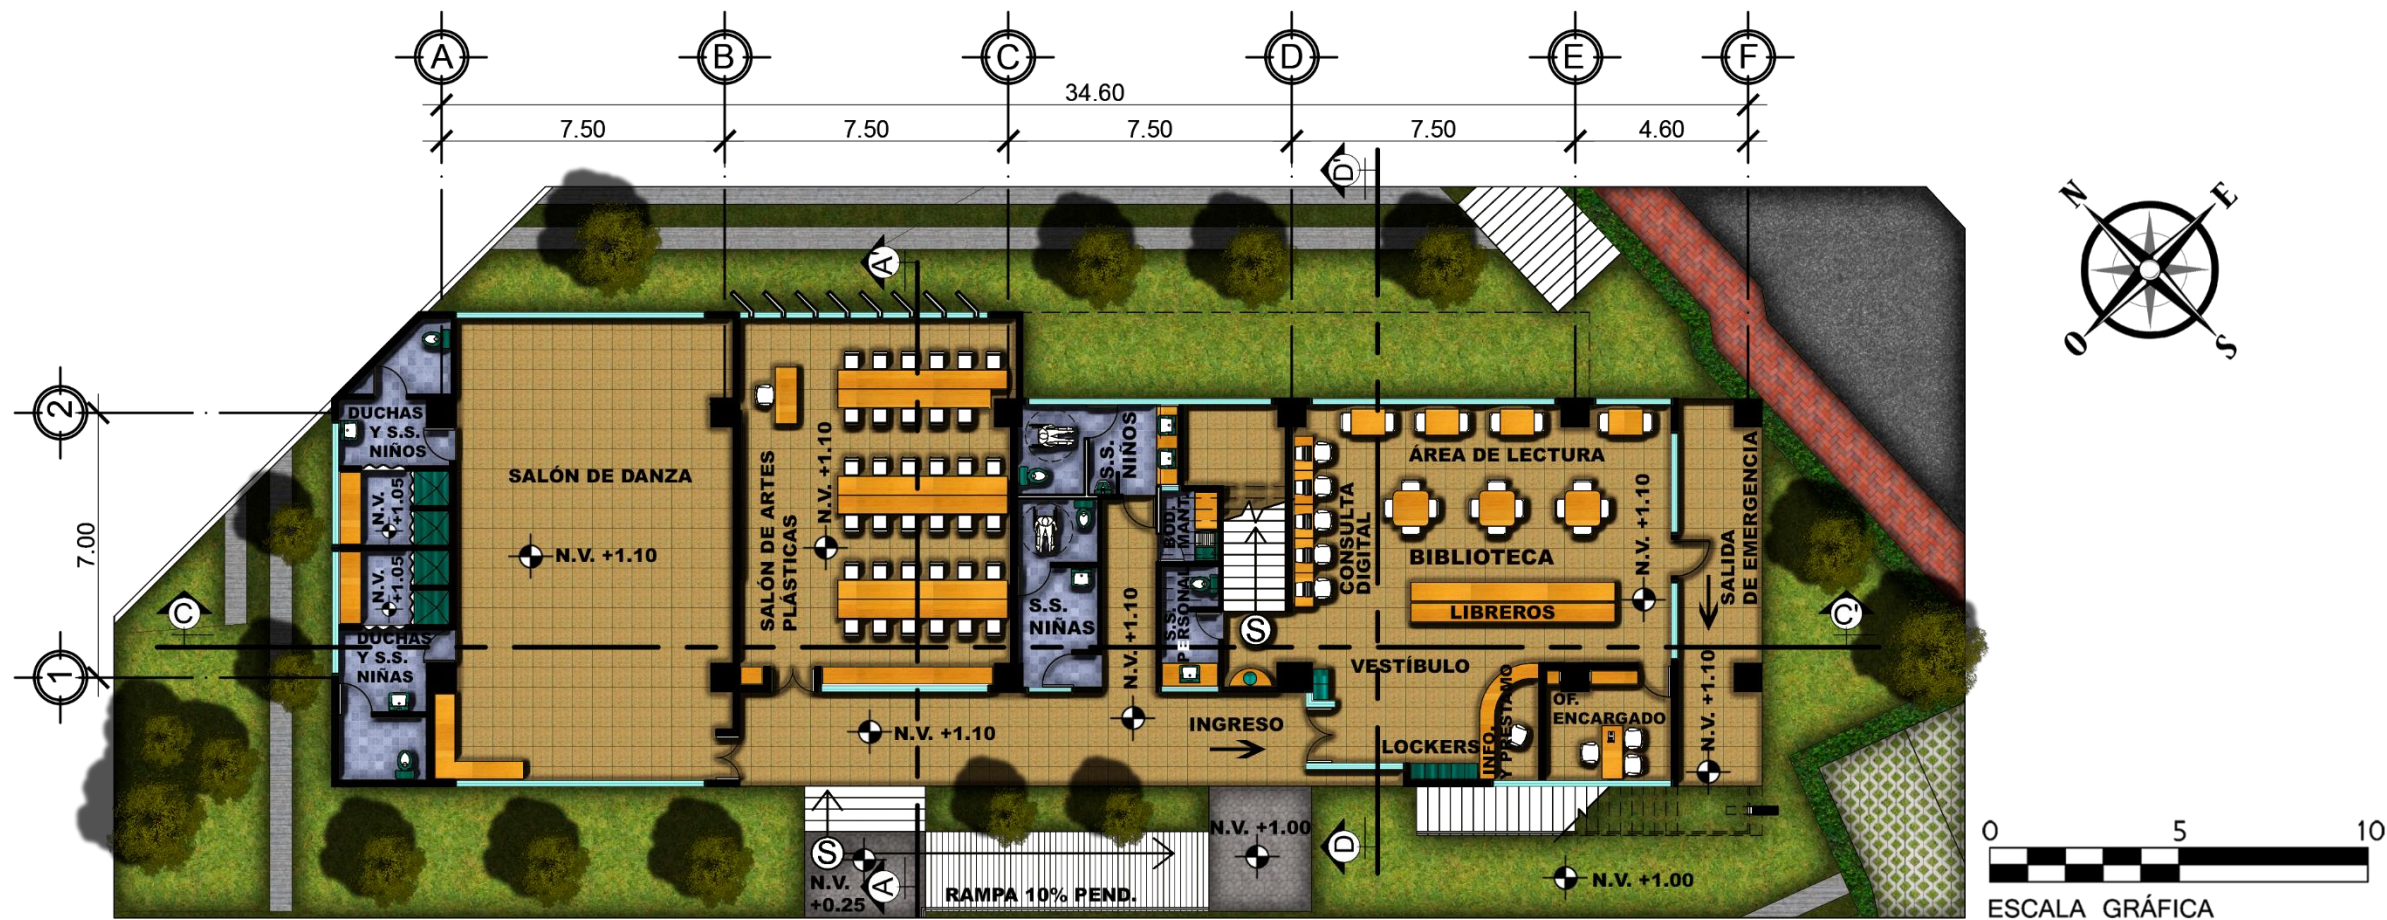 A B C D E F
34.60
7.50 7.50 7.50 7.50 4.60
D'
A'
N E
O S
2
7.00
1
C
C'
DUCHAS
Y S.S.
NIÑOS
N.V.
+1.05
N.V.
+1.05
DUCHAS
Y S.S.
NIÑAS
SALÓN DE DANZA
N.V. +1.10
SALÓN DE ARTES
PLÁSTICAS
N.V. +1.10
S.S.
NIÑOS
S.S.
NIÑAS
BOD.
MANT.
S.S.
PERSONAL
N.V. +1.10
S
CONSULTA
DIGITAL
ÁREA DE LECTURA
BIBLIOTECA
LIBREROS
N.V. +1.10
SALIDA
DE EMERGENCIA
VESTÍBULO
INGRESO
LOCKERS
INFO.
Y PRESTAMO
OF.
ENCARGADO
N.V. +1.10
N.V. +1.10
S
N.V.
+0.25
A
RAMPA 10% PEND.
N.V. +1.00
D
N.V. +1.00
0 5 10
ESCALA GRÁFICA